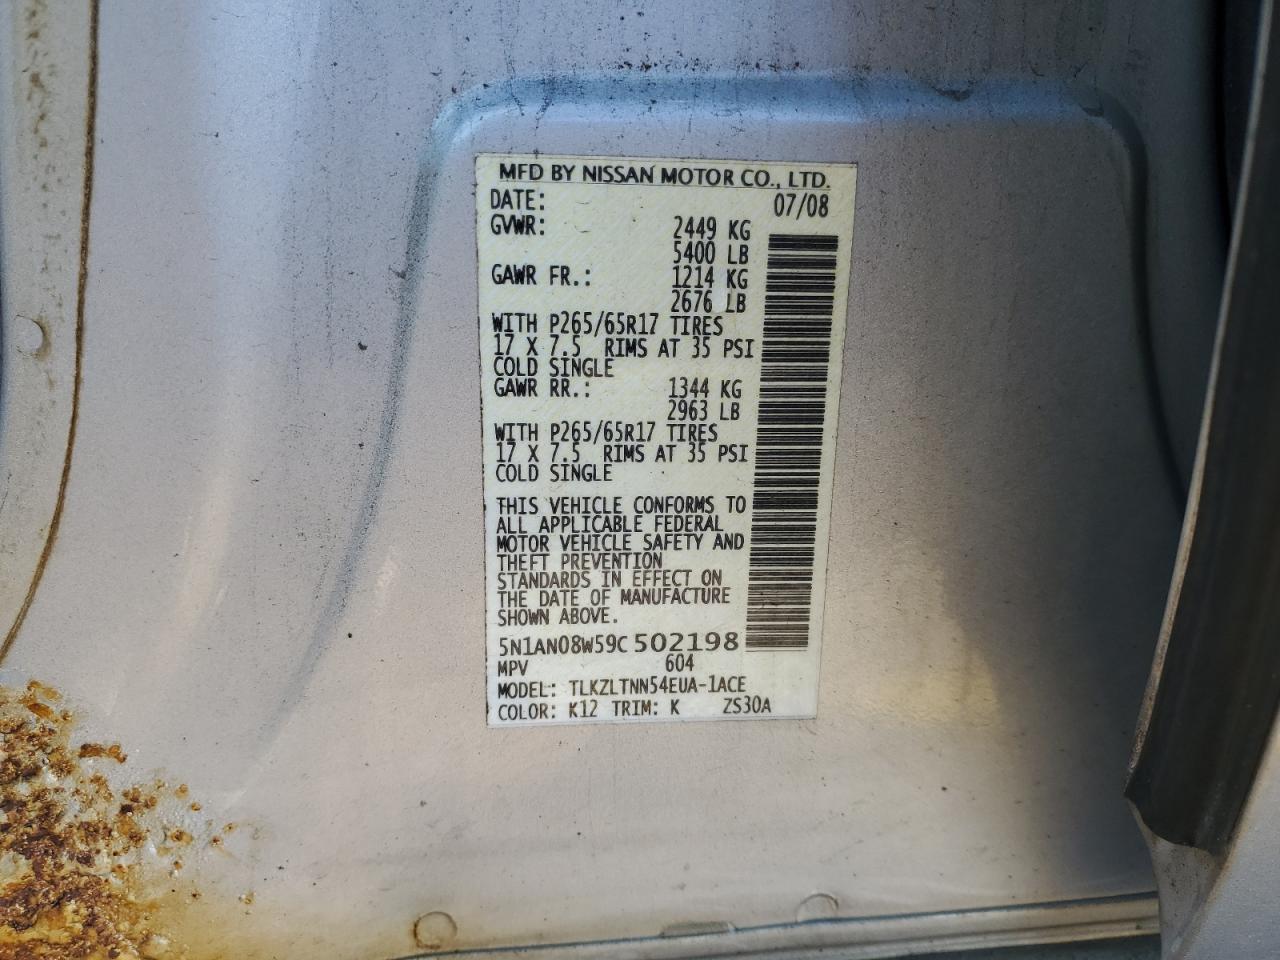 MFD BY NISSAN MOTOR CO., LTD.
DATE: 07/08
GVWR: 2449 KG
5400 LB
GAWR FR.: 1214 KG
2676 LB
WITH P265/65R17 TIRES
17 X 7.5 RIMS AT 35 PSI
COLD SINGLE
GAWR RR.: 1344 KG
2963 LB
WITH P265/65R17 TIRES
17 X 7.5 RIMS AT 35 PSI
COLD SINGLE
THIS VEHICLE CONFORMS TO
ALL APPLICABLE FEDERAL
MOTOR VEHICLE SAFETY AND
THEFT PREVENTION
STANDARDS IN EFFECT ON
THE DATE OF MANUFACTURE
SHOWN ABOVE.
5N1AN08W59C502198
MPV 604
MODEL: TLKZLTNN54EUA-1ACE
COLOR: K12 TRIM: K ZS30A